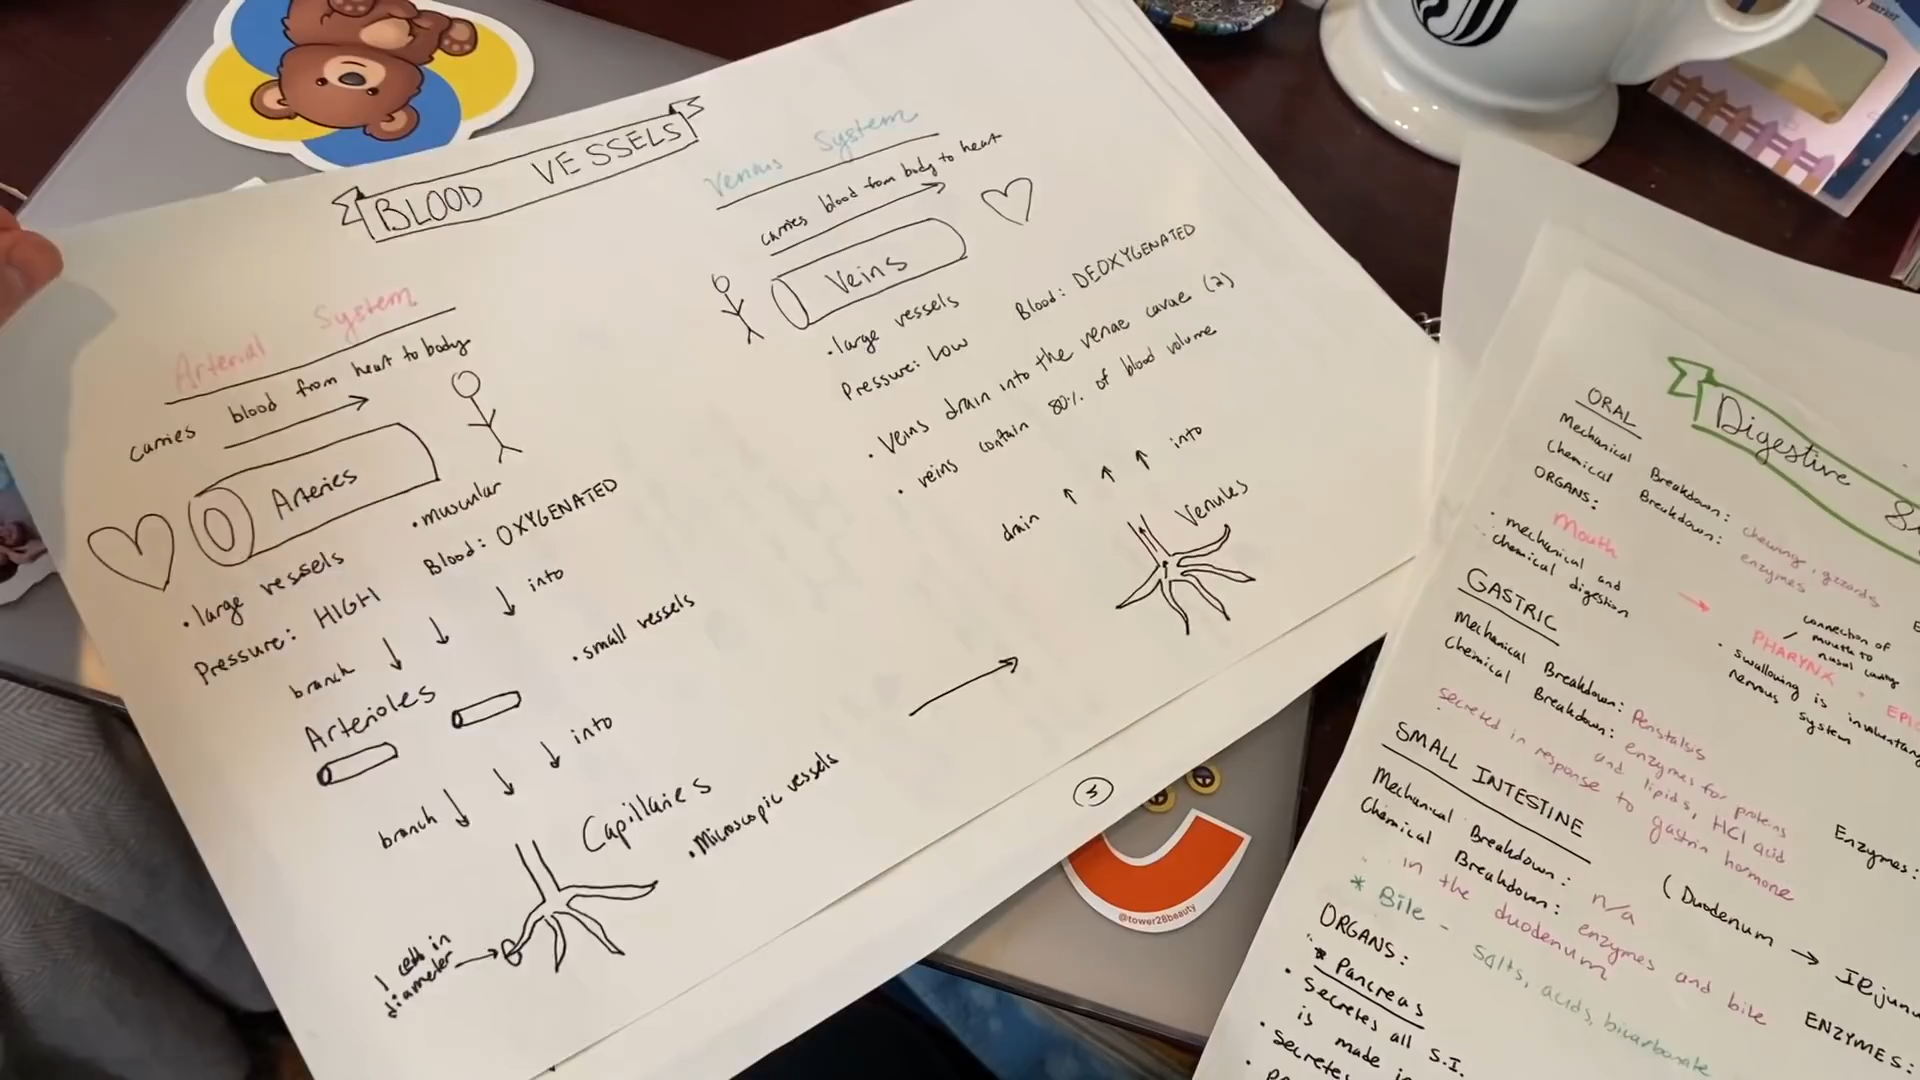 BLOOD VESSELS
Arterial System
carries blood from heart to body
Arteries
• large vessels
• muscular
Pressure: HIGH
Blood: OXYGENATED
branch into
Arterioles
• small vessels
branch into
Capillaries
• Microscopic vessels
1 cell in
diameter
Venous System
carries blood from body to heart
Veins
• large vessels
Pressure: Low
Blood: DEOXYGENATED
• Veins drain into the venae cavae (2)
• veins contain 80% of blood volume
drain into
Venules
@tower28beauty
market
Digestive
ORAL
Mechanical Breakdown: chewing, gizzards
Chemical Breakdown: enzymes
ORGANS:
Mouth
• mechanical and
chemical digestion
connection of
mouth to
nasal cavity
PHARYNX
• swallowing is involuntary
nervous system
GASTRIC
Mechanical Breakdown: Peristalsis
Chemical Breakdown: enzymes for proteins
and lipids, HCl acid
secreted in response to gastrin hormone
SMALL INTESTINE
Mechanical Breakdown: n/a
Chemical Breakdown: enzymes and bile
in the duodenum
* Bile - salts, acids, bicarbonate
Enzymes:
(Duodenum →
ENZYMES:
ORGANS:
* Pancreas
• Secretes all S.I.
is made
• Secretes